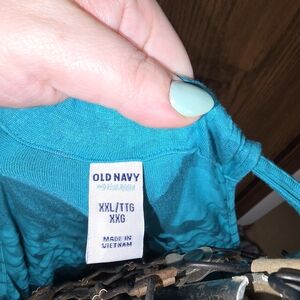 OLD NAVY
XXL/TTG
XXG
MADE IN
VIETNAM